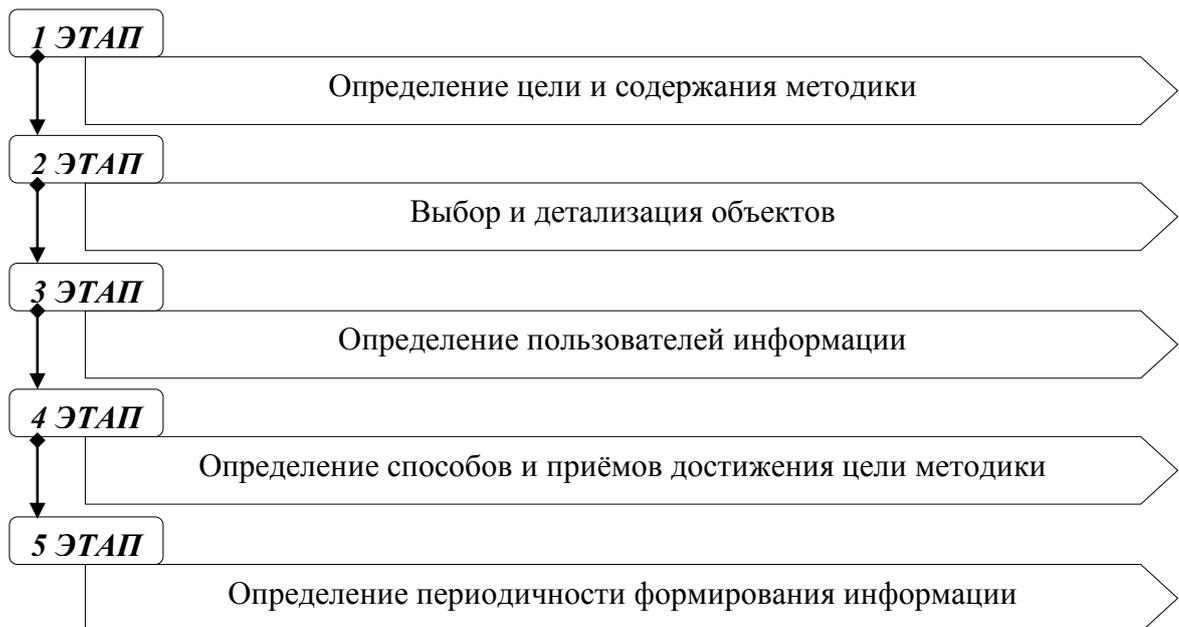 1 ЭТАП
Определение цели и содержания методики
2 ЭТАП
Выбор и детализация объектов
3 ЭТАП
Определение пользователей информации
4 ЭТАП
Определение способов и приёмов достижения цели методики
5 ЭТАП
Определение периодичности формирования информации